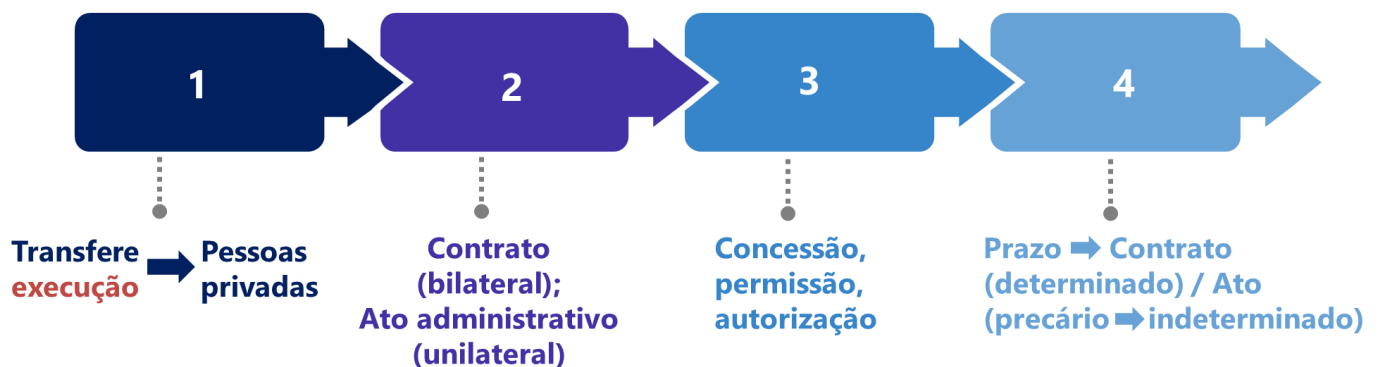 1
2
3
4
Transfere ➡ Pessoas
execução privadas
Contrato
(bilateral);
Ato administrativo
(unilateral)
Concessão,
permissão,
autorização
Prazo ➡ Contrato
(determinado) / Ato
(precário ➡ indeterminado)